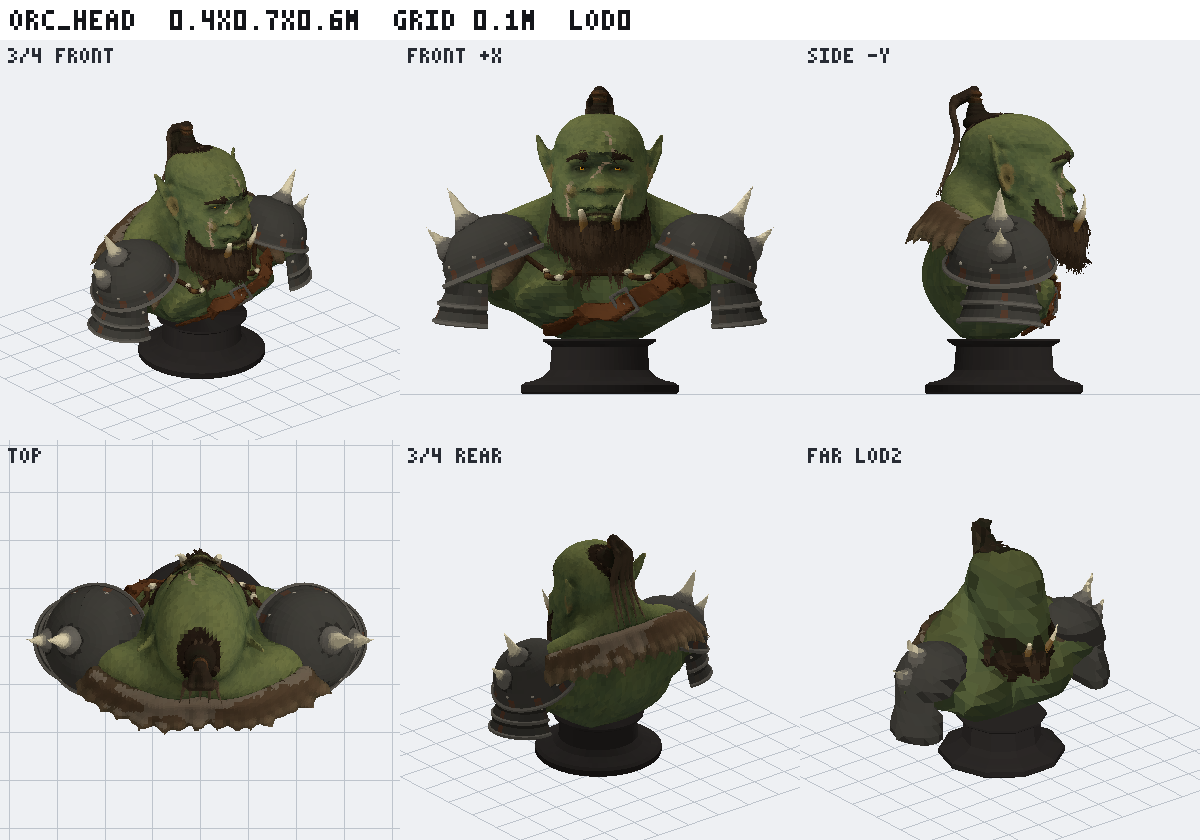 ORC_HEAD 0.4X0.7X0.6M GRID 0.1M LOD0
3/4 FRONT
FRONT +X
SIDE -Y
TOP
3/4 REAR
FAR LOD2